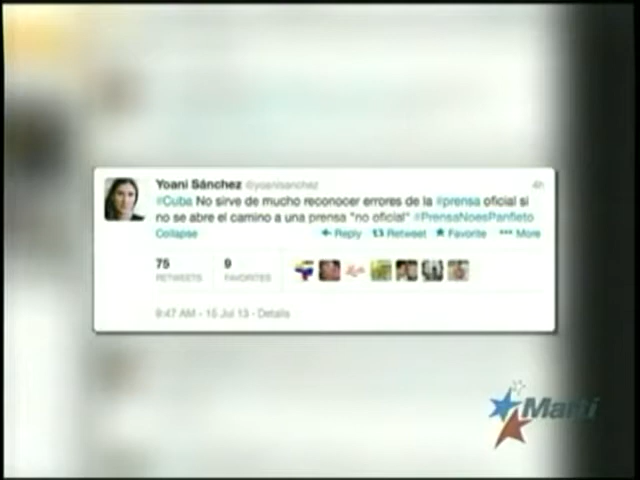 Yoani Sánchez @yoanisanchez 4h
#Cuba No sirve de mucho reconocer errores de la #prensa oficial si
no se abre el camino a una prensa "no oficial" #PrensaNoesPanfleto
Collapse Reply Retweet Favorite More
75 9
RETWEETS FAVORITES
9:47 AM - 15 Jul 13 - Details
Martí